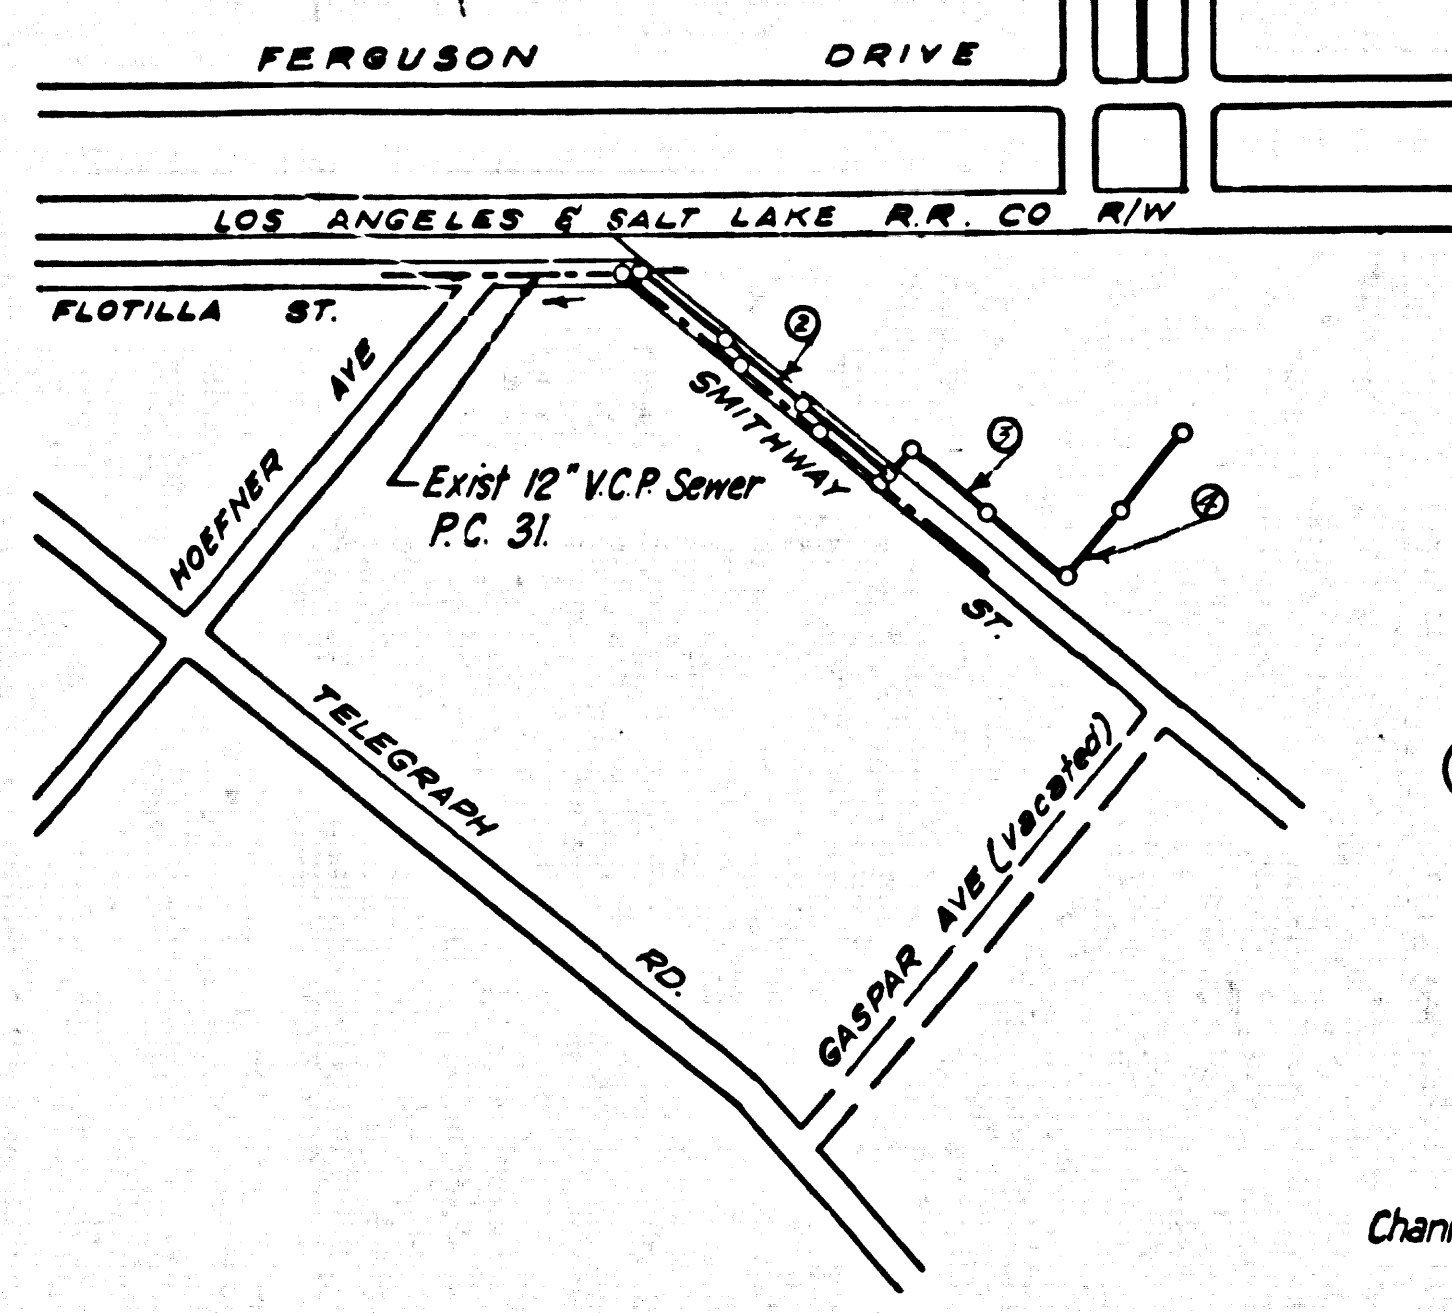 FERGUSON DRIVE
LOS ANGELES & SALT LAKE R.R. CO R/W
FLOTILLA ST.
2
HOEFNER AVE
SMITHWAY ST.
3
4
Exist 12" V.C.P. Sewer
P.C. 31.
TELEGRAPH RD.
GASPAR AVE (vacated)